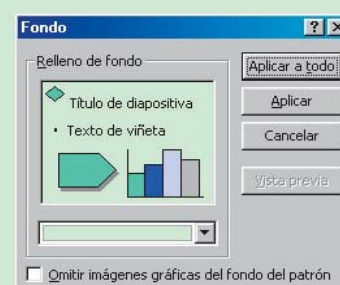 Fondo
Relleno de fondo
Título de diapositiva
• Texto de viñeta
Aplicar a todo
Aplicar
Cancelar
Vista previa
Omitir imágenes gráficas del fondo del patrón